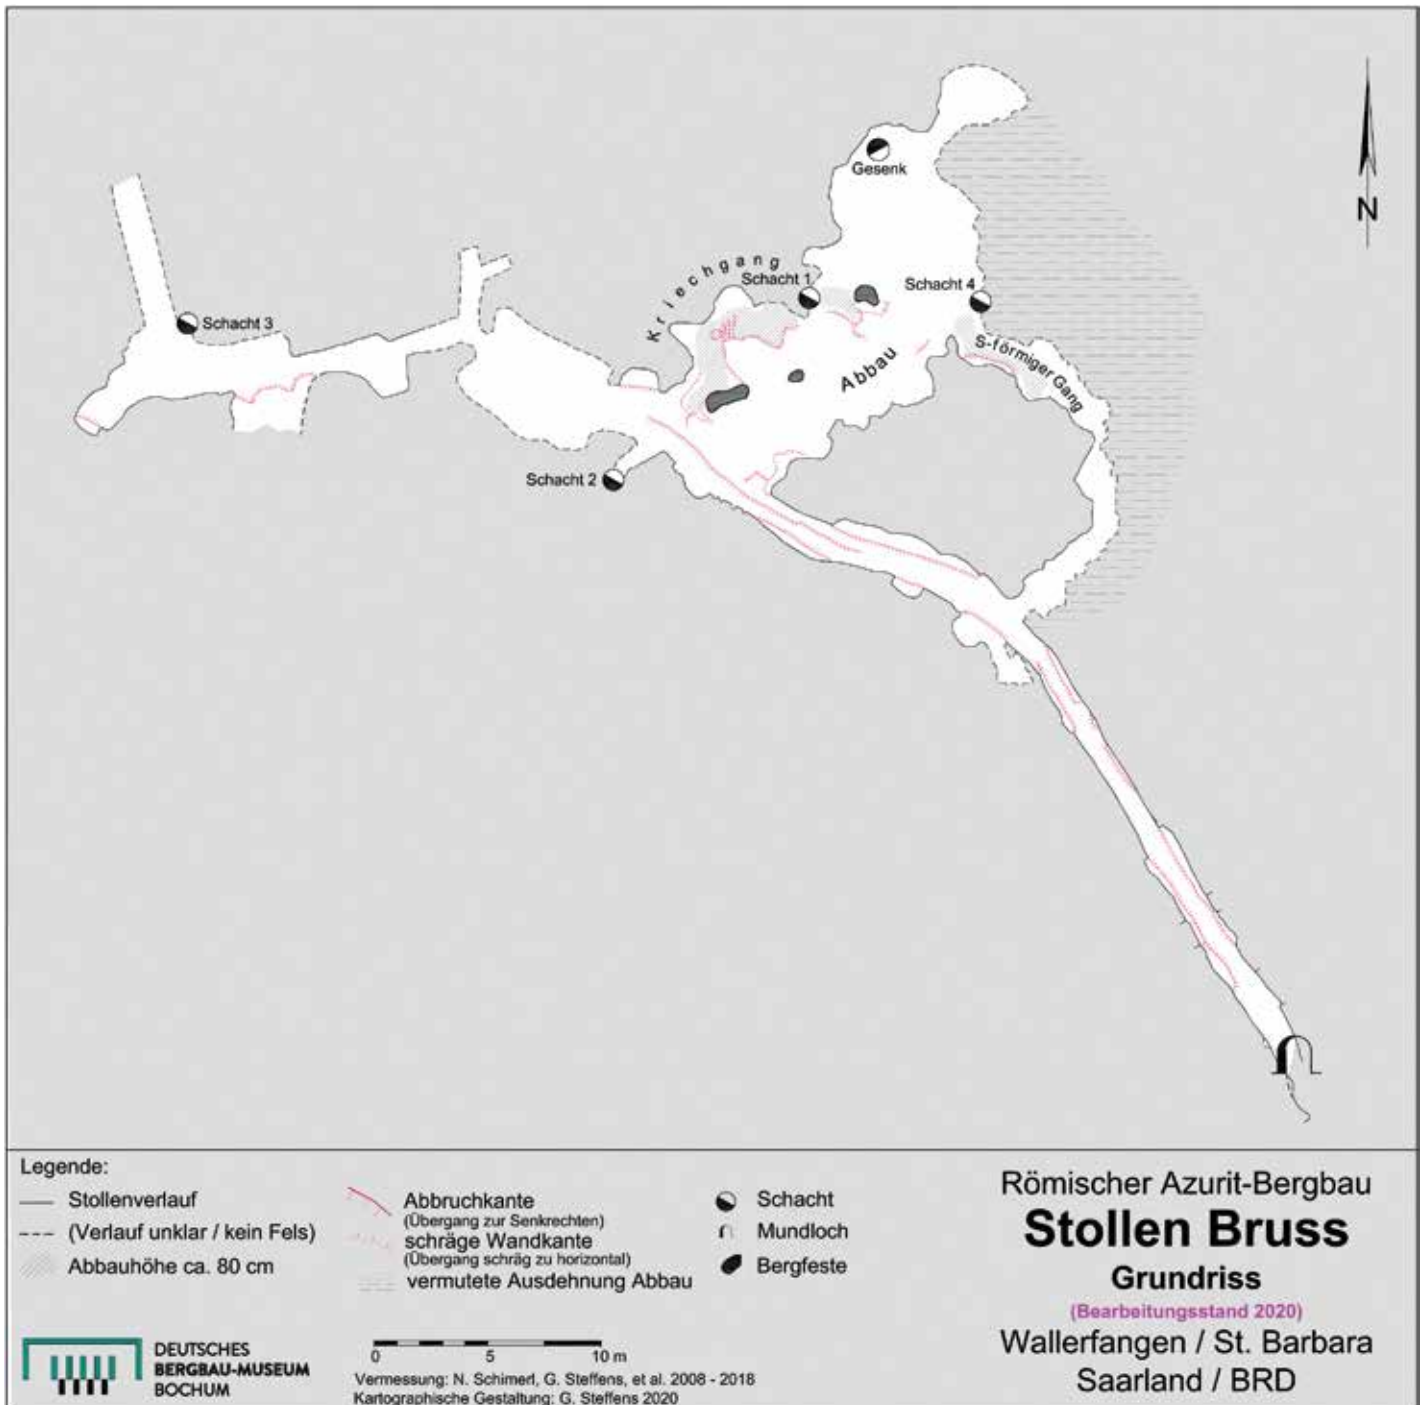 Gesenk
N
Kriechgang
Schacht 1
Schacht 4
Schacht 3
S-förmiger Gang
Abbau
Schacht 2
Legende:
Stollenverlauf
(Verlauf unklar / kein Fels)
Abbauhöhe ca. 80 cm
Abbruchkante
(Übergang zur Senkrechten)
schräge Wandkante
(Übergang schräg zu horizontal)
vermutete Ausdehnung Abbau
Schacht
Mundloch
Bergfeste
Römischer Azurit-Bergbau
Stollen Bruss
Grundriss
(Bearbeitungsstand 2020)
Wallerfangen / St. Barbara
Saarland / BRD
DEUTSCHES
BERGBAU-MUSEUM
BOCHUM
0 5 10 m
Vermessung: N. Schimerl, G. Steffens, et al. 2008 - 2018
Kartographische Gestaltung: G. Steffens 2020